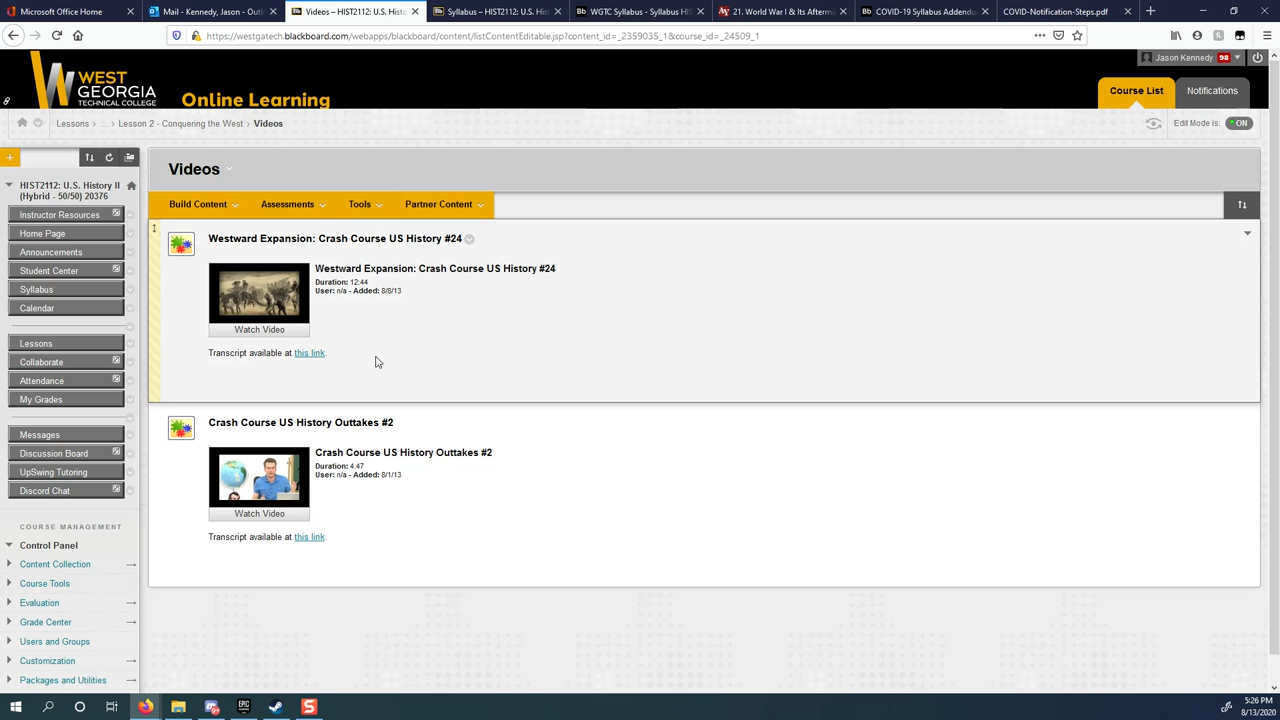 Microsoft Office Home
Mail - Kennedy, Jason - Outl
Videos – HIST2112: U.S. Histo
Syllabus – HIST2112: U.S. Hist
WGTC Syllabus - Syllabus HIS
21. World War I & Its Afterma
COVID-19 Syllabus Addendu
COVID-Notification-Steps.pdf
https://westgatech.blackboard.com/webapps/blackboard/content/listContentEditable.jsp?content_id=_2359035_1&course_id=_24509_1
WEST
GEORGIA
TECHNICAL COLLEGE
Online Learning
Jason Kennedy 98
Course List
Notifications
Lessons > ... > Lesson 2 - Conquering the West > Videos
Edit Mode is: ON
HIST2112: U.S. History II
(Hybrid - 50/50) 20376
Instructor Resources
Home Page
Announcements
Student Center
Syllabus
Calendar
Lessons
Collaborate
Attendance
My Grades
Messages
Discussion Board
UpSwing Tutoring
Discord Chat
COURSE MANAGEMENT
Control Panel
Content Collection
Course Tools
Evaluation
Grade Center
Users and Groups
Customization
Packages and Utilities
Videos
Build Content
Assessments
Tools
Partner Content
Westward Expansion: Crash Course US History #24
Westward Expansion: Crash Course US History #24
Duration: 12:44
User: n/a - Added: 8/8/13
Watch Video
Transcript available at this link.
Crash Course US History Outtakes #2
Crash Course US History Outtakes #2
Duration: 4:47
User: n/a - Added: 8/1/13
Watch Video
Transcript available at this link.
5:26 PM
8/13/2020